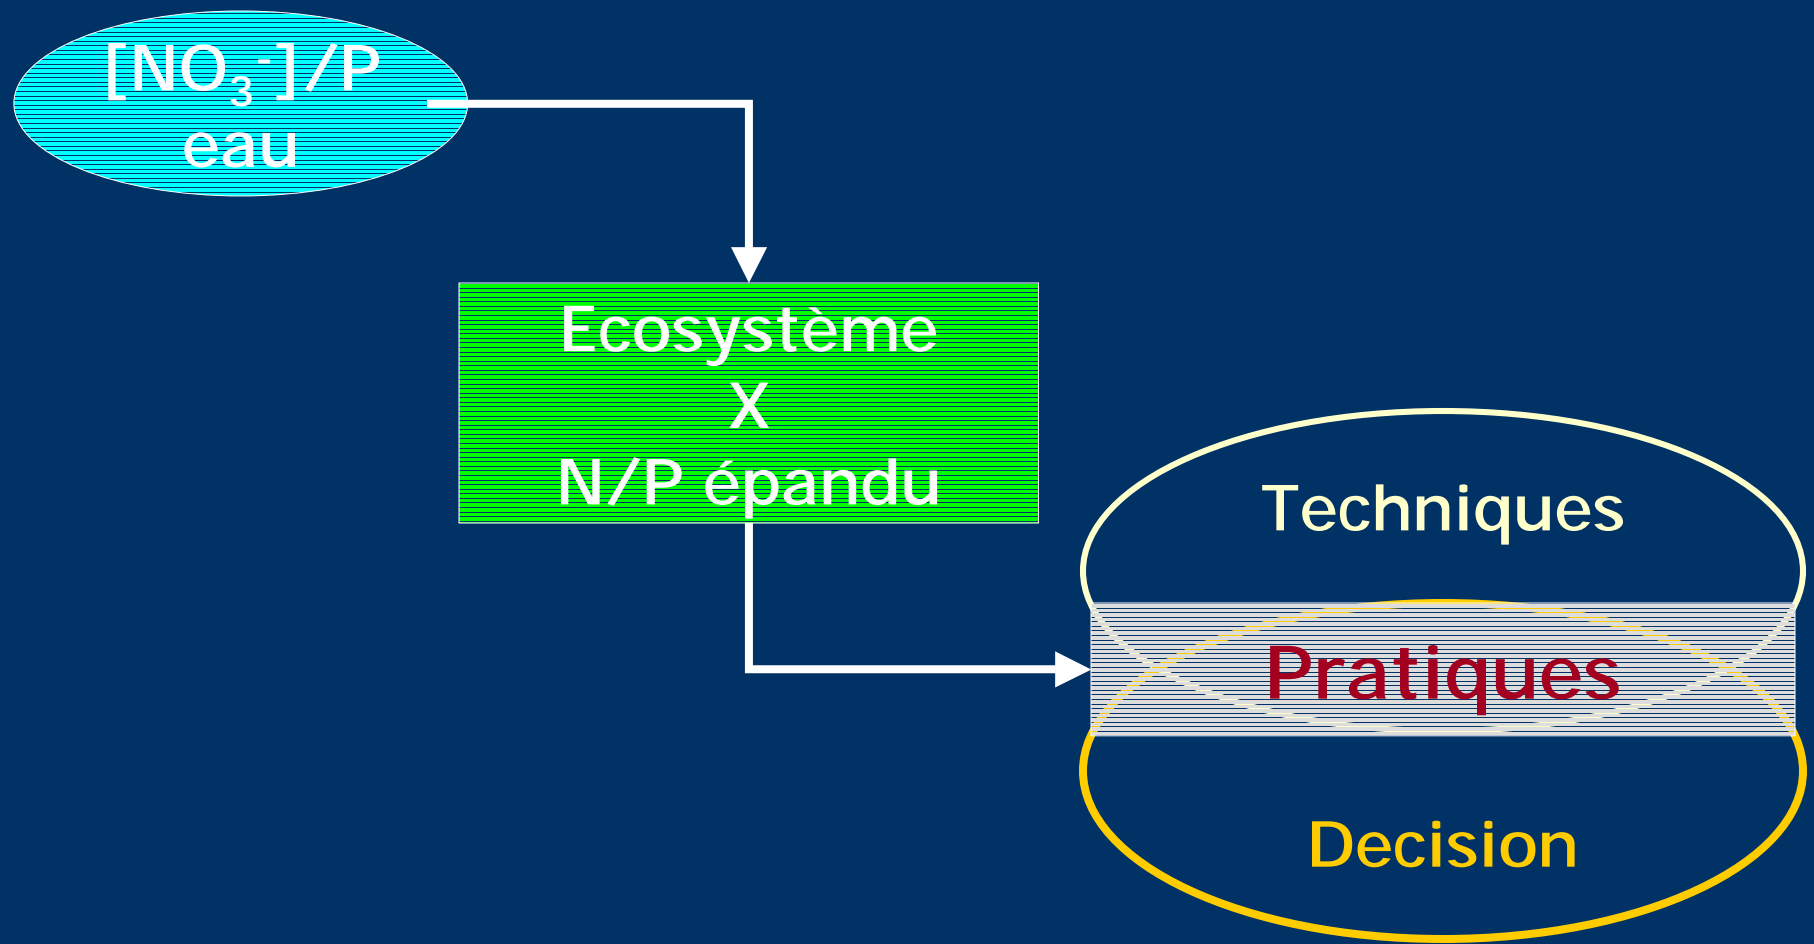 [NO₃⁻]/P
eau
Ecosystème
X
N/P épandu
Techniques
Pratiques
Decision